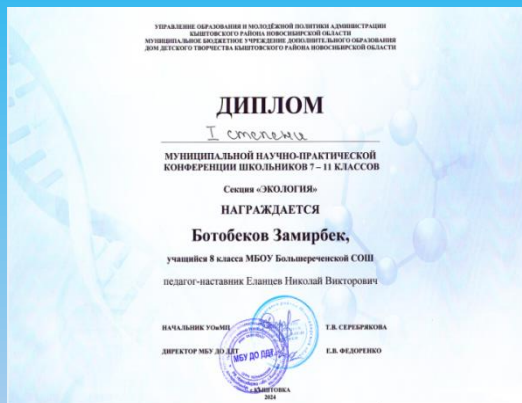 УПРАВЛЕНИЕ ОБРАЗОВАНИЯ И МОЛОДЁЖНОЙ ПОЛИТИКИ АДМИНИСТРАЦИИ
КЫШТОВСКОГО РАЙОНА НОВОСИБИРСКОЙ ОБЛАСТИ
МУНИЦИПАЛЬНОЕ БЮДЖЕТНОЕ УЧРЕЖДЕНИЕ ДОПОЛНИТЕЛЬНОГО ОБРАЗОВАНИЯ
ДОМ ДЕТСКОГО ТВОРЧЕСТВА КЫШТОВСКОГО РАЙОНА НОВОСИБИРСКОЙ ОБЛАСТИ
ДИПЛОМ
I степени
МУНИЦИПАЛЬНОЙ НАУЧНО-ПРАКТИЧЕСКОЙ
КОНФЕРЕНЦИИ ШКОЛЬНИКОВ 7 – 11 КЛАССОВ
Секция «ЭКОЛОГИЯ»
НАГРАЖДАЕТСЯ
Ботобеков Замирбек,
учащийся 8 класса МБОУ Большереченской СОШ
педагог-наставник Еланцев Николай Викторович
НАЧАЛЬНИК УОиМП Т.В. СЕРЕБРЯКОВА
ДИРЕКТОР МБУ ДО ДДТ Е.В. ФЕДОРЕНКО
МБУ ДО ДДТ
с. КЫШТОВКА
2024